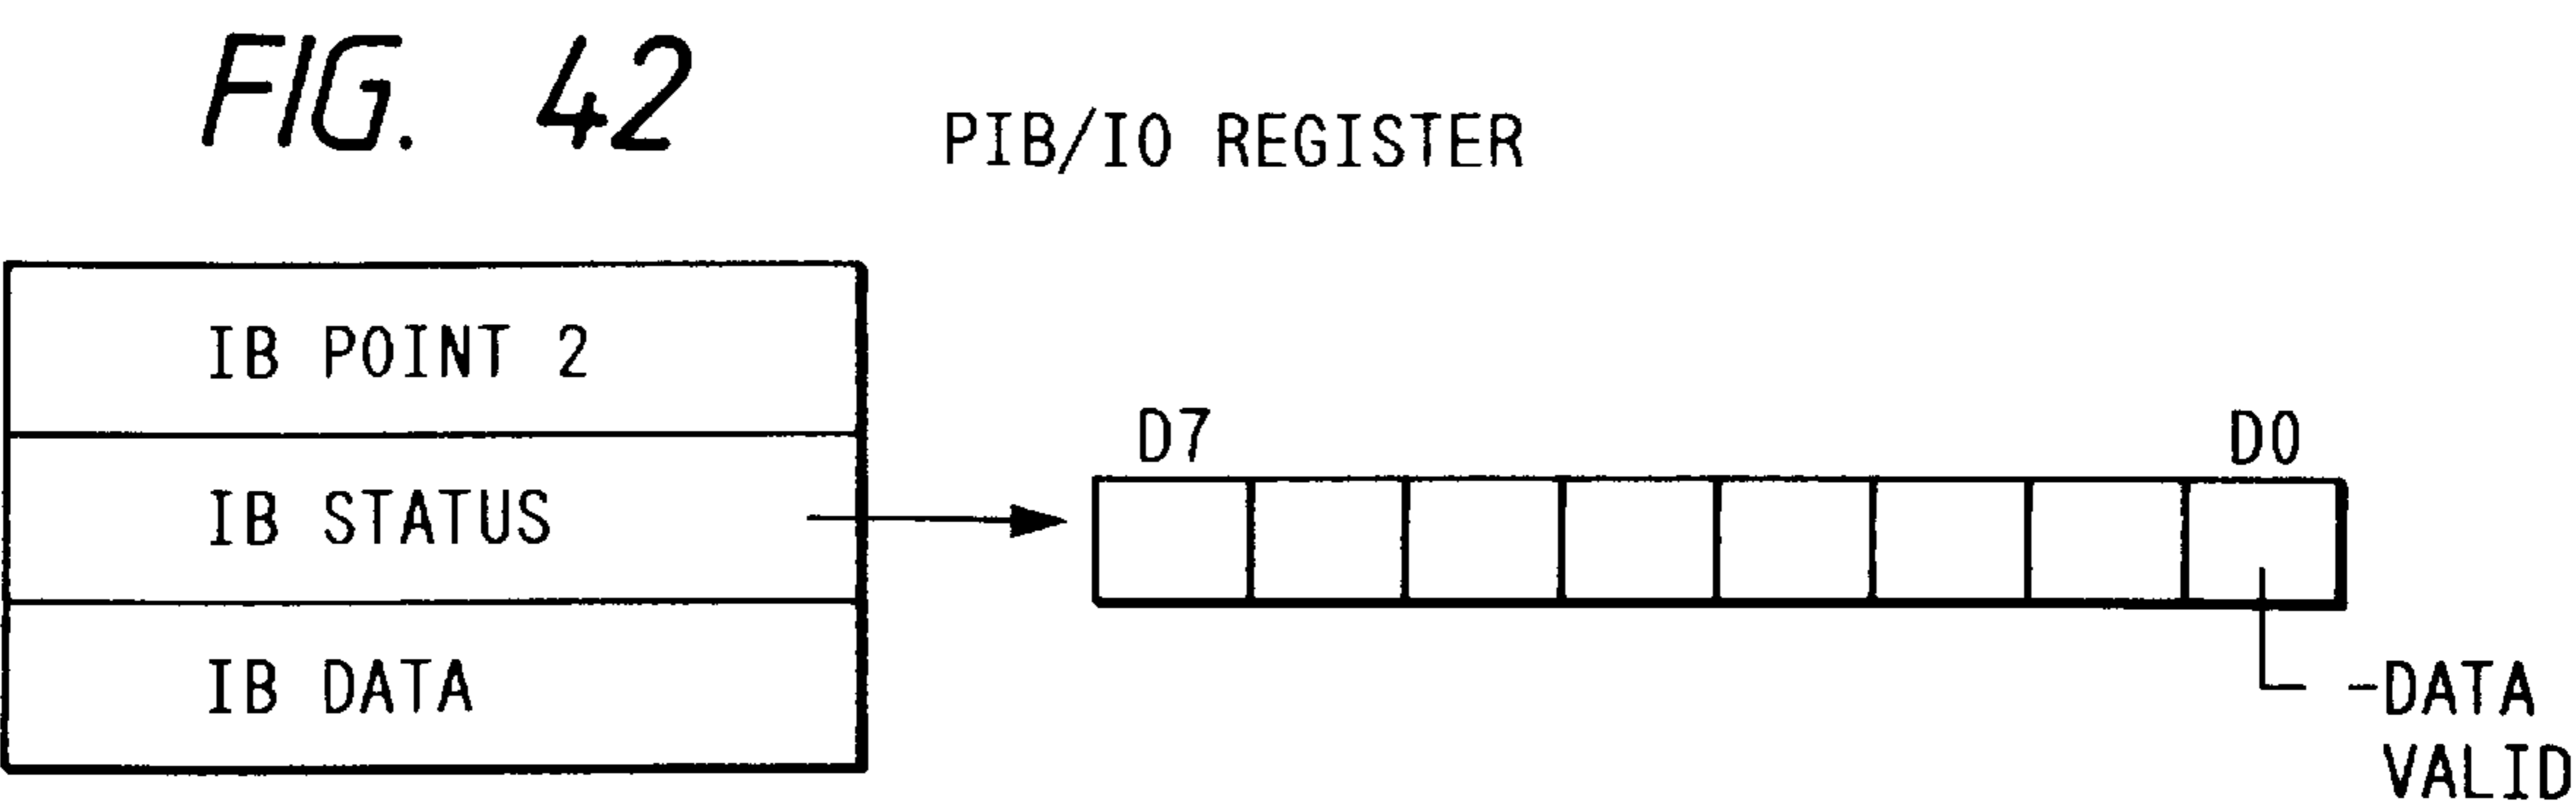 FIG. 42
PIB/IO REGISTER
IB POINT 2
IB STATUS
IB DATA
D7
D0
-DATA
VALID